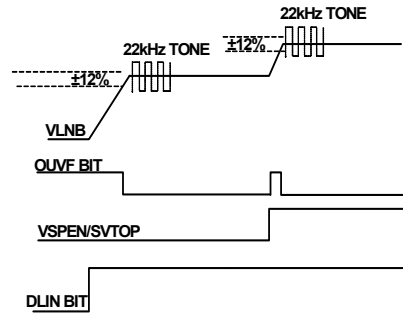 22kHz TONE
±12%
22kHz TONE
±12%
VLNB
OUVF BIT
VSPEN/SVTOP
DLIN BIT